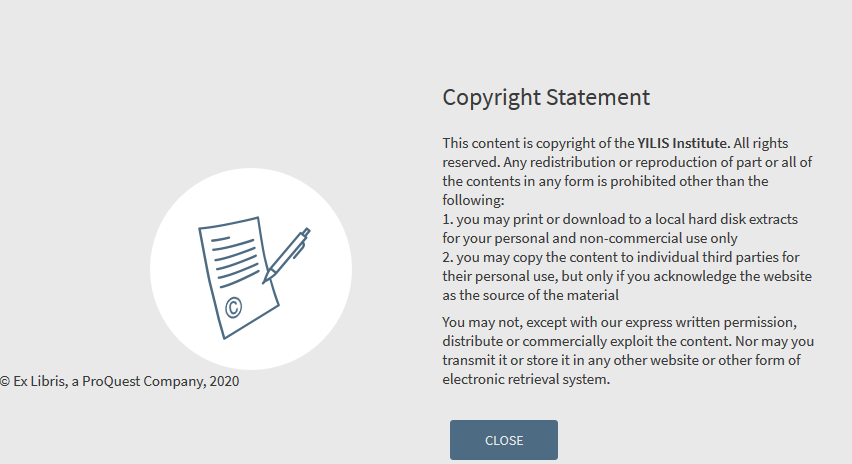 Copyright Statement
This content is copyright of the YILIS Institute. All rights
reserved. Any redistribution or reproduction of part or all of
the contents in any form is prohibited other than the
following:
1. you may print or download to a local hard disk extracts
for your personal and non-commercial use only
2. you may copy the content to individual third parties for
their personal use, but only if you acknowledge the website
as the source of the material
You may not, except with our express written permission,
distribute or commercially exploit the content. Nor may you
transmit it or store it in any other website or other form of
electronic retrieval system.
©
© Ex Libris, a ProQuest Company, 2020
CLOSE